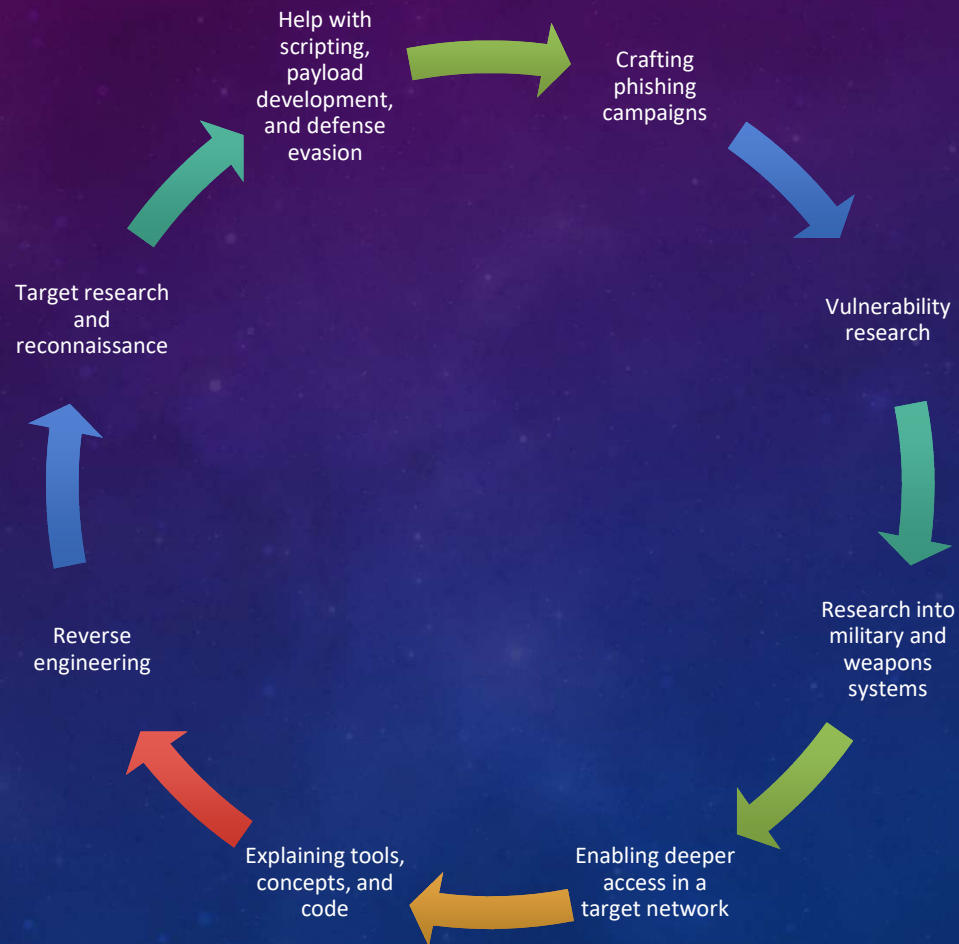 Help with
scripting,
payload
development,
and defense
evasion
Crafting
phishing
campaigns
Vulnerability
research
Research into
military and
weapons
systems
Enabling deeper
access in a
target network
Explaining tools,
concepts, and
code
Reverse
engineering
Target research
and
reconnaissance